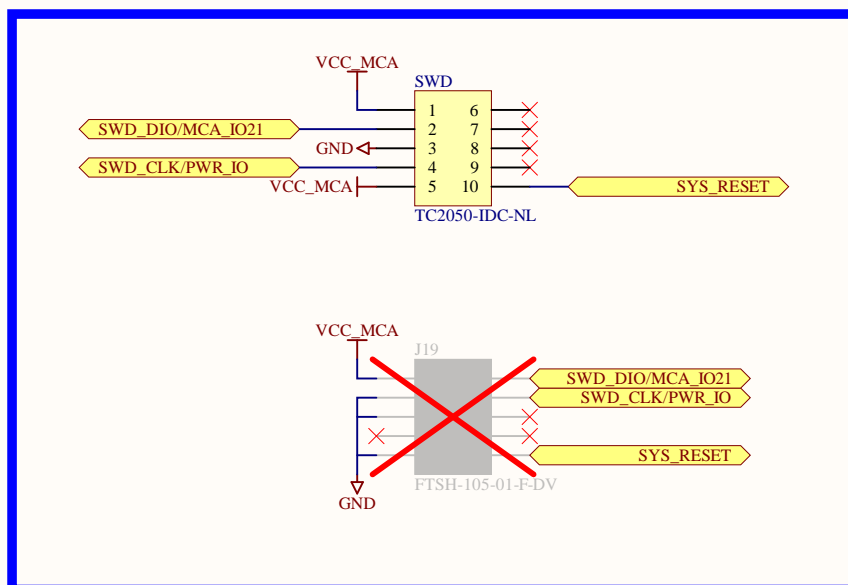 VCC_MCA
SWD
1 6
SWD_DIO/MCA_IO21 2 7
GND 3 8
SWD_CLK/PWR_IO 4 9
VCC_MCA 5 10 SYS_RESET
TC2050-IDC-NL
VCC_MCA
J19
SWD_DIO/MCA_IO21
SWD_CLK/PWR_IO
SYS_RESET
FTSH-105-01-F-DV
GND